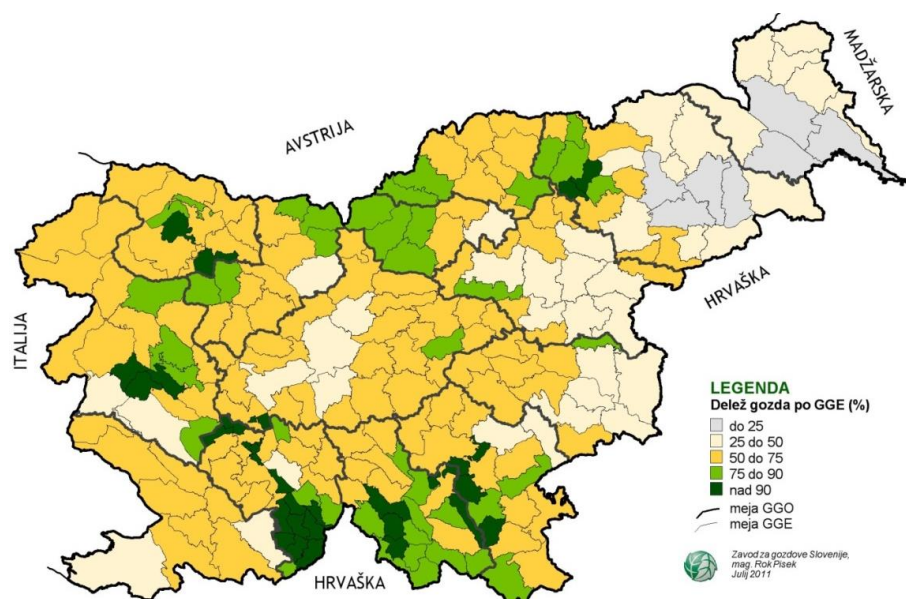 MADŽARSKA
AVSTRIJA
HRVAŠKA
ITALIJA
LEGENDA
Delež gozda po GGE (%)
do 25
25 do 50
50 do 75
75 do 90
nad 90
meja GGO
meja GGE
Zavod za gozdove Slovenije,
mag. Rok Pisek
Julij 2011
HRVAŠKA